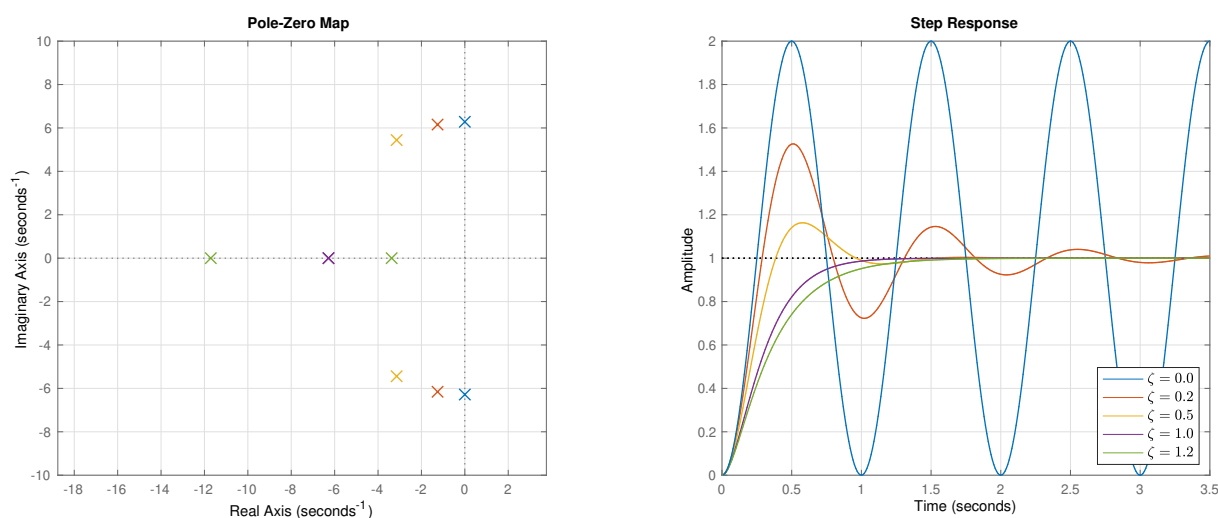 Pole-Zero Map
10
8
6
4
2
0
-2
-4
-6
-8
-10
Imaginary Axis (seconds⁻¹)
-18 -16 -14 -12 -10 -8 -6 -4 -2 0 2
Real Axis (seconds⁻¹)
Step Response
2
1.8
1.6
1.4
1.2
1
0.8
0.6
0.4
0.2
0
Amplitude
ζ = 0.0
ζ = 0.2
ζ = 0.5
ζ = 1.0
ζ = 1.2
0 0.5 1 1.5 2 2.5 3 3.5
Time (seconds)